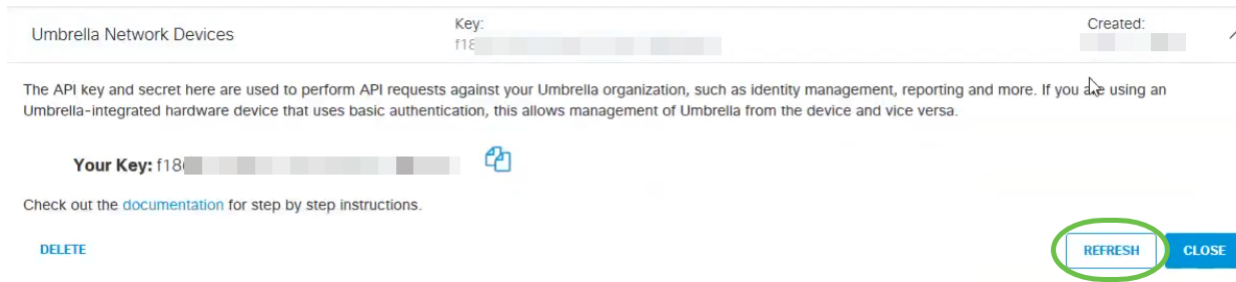 Umbrella Network Devices
Key:
Created:
The API key and secret here are used to perform API requests against your Umbrella organization, such as identity management, reporting and more. If you are using an
Umbrella-integrated hardware device that uses basic authentication, this allows management of Umbrella from the device and vice versa.
Your Key: f18
Check out the documentation for step by step instructions.
DELETE
REFRESH
CLOSE